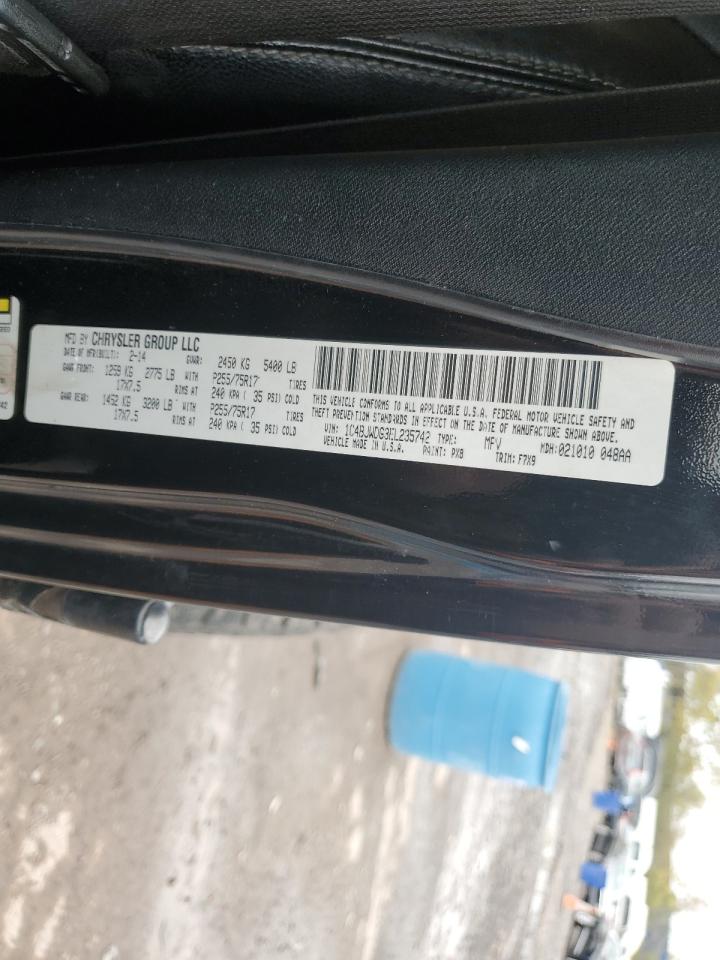 MFD BY CHRYSLER GROUP LLC
DATE OF MFR(BUILT): 2-14 GVWR: 2450 KG 5400 LB
GAWR FRONT: 1259 KG 2775 LB WITH P255/75R17 TIRES
17X7.5 RIMS AT 240 KPA ( 35 PSI) COLD
GAWR REAR: 1452 KG 3200 LB WITH P255/75R17 TIRES
17X7.5 RIMS AT 240 KPA ( 35 PSI) COLD
THIS VEHICLE CONFORMS TO ALL APPLICABLE U.S.A. FEDERAL MOTOR VEHICLE SAFETY AND
THEFT PREVENTION STANDARDS IN EFFECT ON THE DATE OF MANUFACTURE SHOWN ABOVE.
VIN: 1C4BJWDG3EL235742 TYPE: MFV MDH:021010 048AA
VEHICLE MADE IN U.S.A. PAINT: PX8 TRIM: F7X9